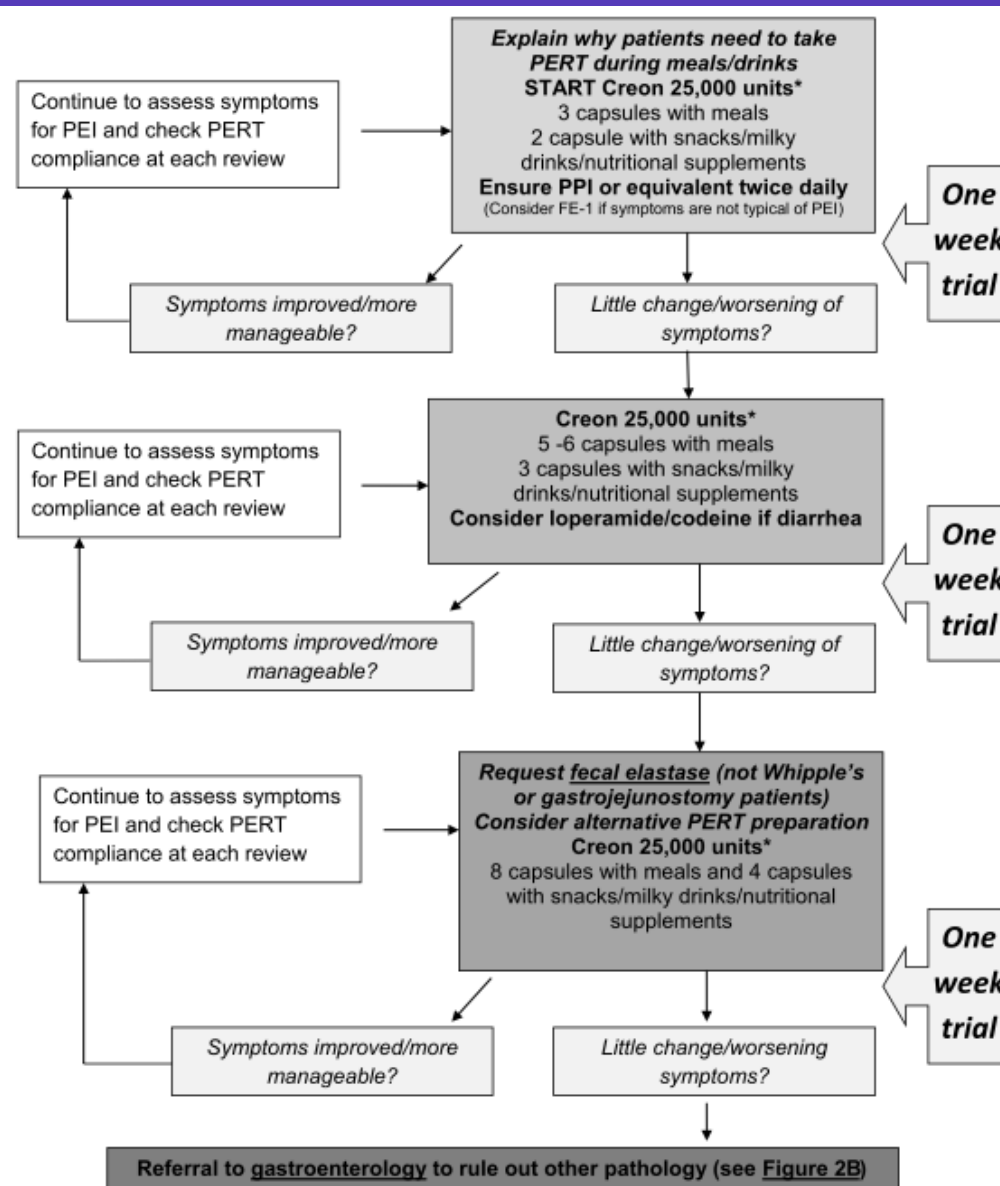 Explain why patients need to take
PERT during meals/drinks
START Creon 25,000 units*
3 capsules with meals
2 capsule with snacks/milky
drinks/nutritional supplements
Ensure PPI or equivalent twice daily
(Consider FE-1 if symptoms are not typical of PEI)
Continue to assess symptoms
for PEI and check PERT
compliance at each review
One
week
trial
Symptoms improved/more
manageable?
Little change/worsening of
symptoms?
Creon 25,000 units*
5 -6 capsules with meals
3 capsules with snacks/milky
drinks/nutritional supplements
Consider loperamide/codeine if diarrhea
Continue to assess symptoms
for PEI and check PERT
compliance at each review
One
week
trial
Symptoms improved/more
manageable?
Little change/worsening of
symptoms?
Request fecal elastase (not Whipple's
or gastrojejunostomy patients)
Consider alternative PERT preparation
Creon 25,000 units*
8 capsules with meals and 4 capsules
with snacks/milky drinks/nutritional
supplements
Continue to assess symptoms
for PEI and check PERT
compliance at each review
One
week
trial
Symptoms improved/more
manageable?
Little change/worsening
symptoms?
Referral to gastroenterology to rule out other pathology (see Figure 2B)